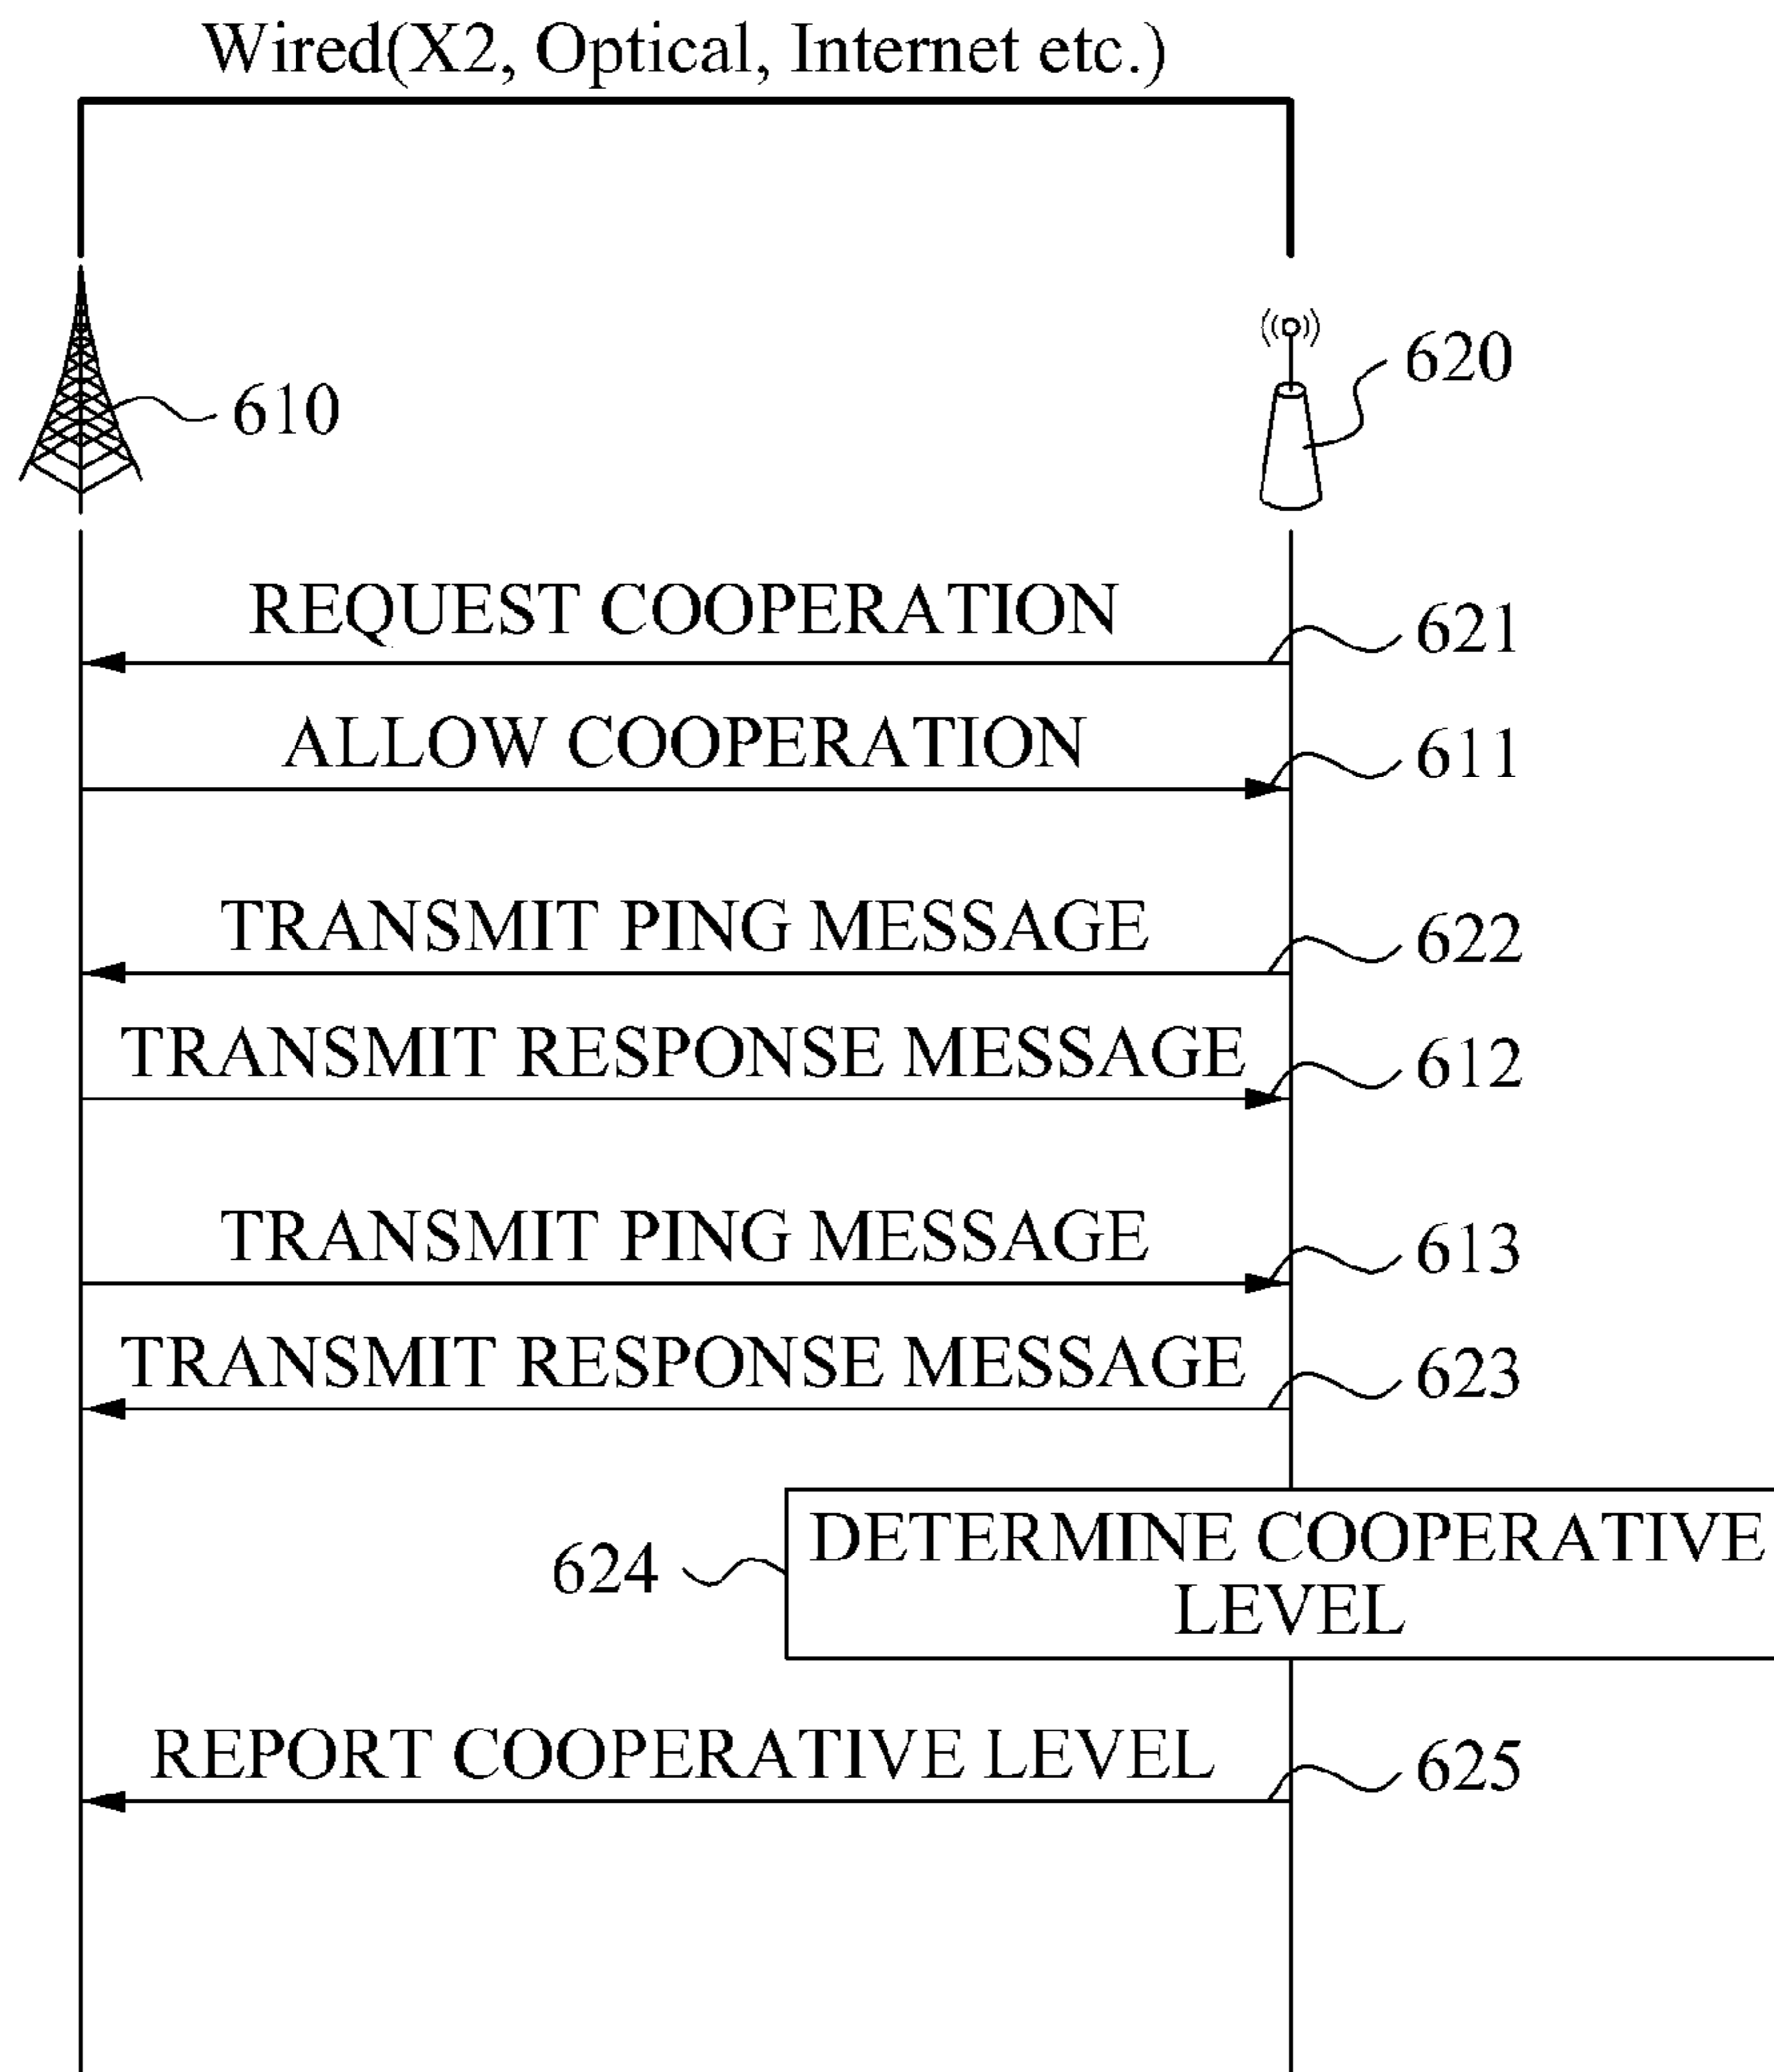 Wired(X2, Optical, Internet etc.)
610
620
REQUEST COOPERATION
621
ALLOW COOPERATION
611
TRANSMIT PING MESSAGE
622
TRANSMIT RESPONSE MESSAGE
612
TRANSMIT PING MESSAGE
613
TRANSMIT RESPONSE MESSAGE
623
624
DETERMINE COOPERATIVE
LEVEL
REPORT COOPERATIVE LEVEL
625